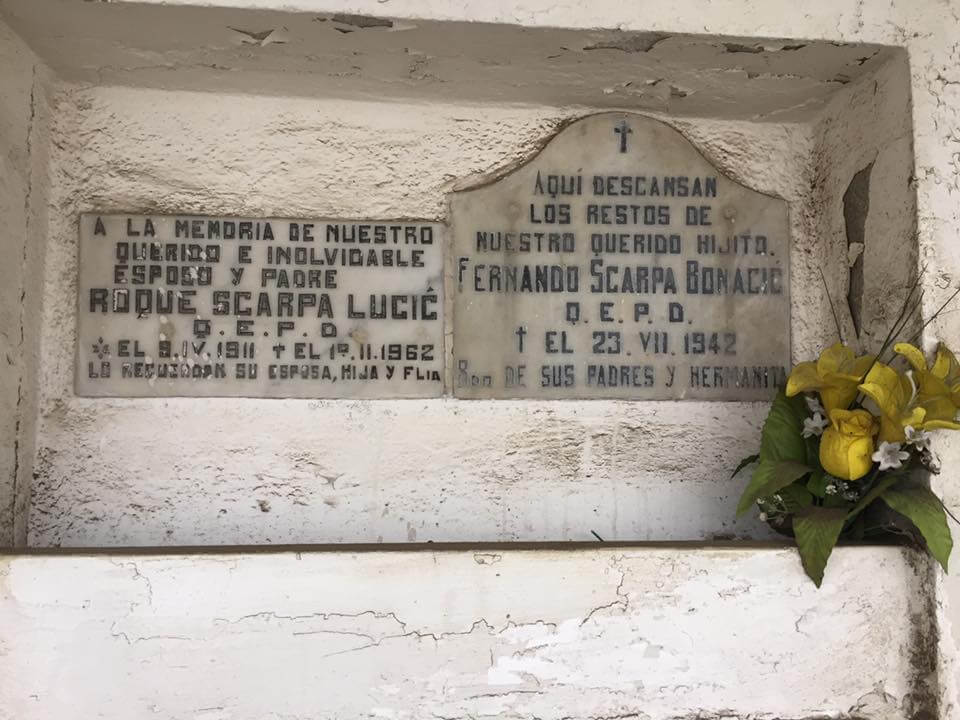 A LA MEMORIA DE NUESTRO
QUERIDO E INOLVIDABLE
ESPOSO Y PADRE
ROQUE SCARPA LUCIĆ
Q.E.P.D
* EL 9.IV.1911 † EL 1º.II.1962
LO RECUERDAN SU ESPOSA, HIJA Y FLIA
†
AQUÍ DESCANSAN
LOS RESTOS DE
NUESTRO QUERIDO HIJITO.
FERNANDO SCARPA BONACIC
Q.E.P.D.
† EL 23.VII.1942
DE SUS PADRES Y HERMANITA